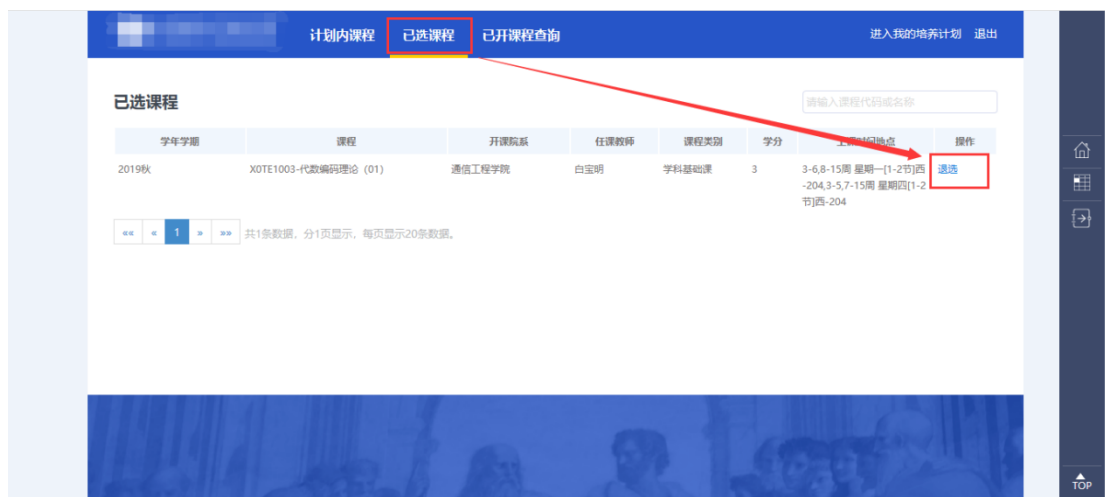 计划内课程 已选课程 已开课程查询 进入我的培养计划 退出
已选课程 请输入课程代码或名称
学年学期 课程 开课院系 任课教师 课程类别 学分 上课时间地点 操作
2019秋 X0TE1003-代数编码理论 (01) 通信工程学院 白宝明 学科基础课 3 3-6,8-15周 星期一[1-2节]西 退选
-204,3-5,7-15周 星期四[1-2
节]西-204
«« « 1 » »» 共1条数据，分1页显示，每页显示20条数据。
TOP